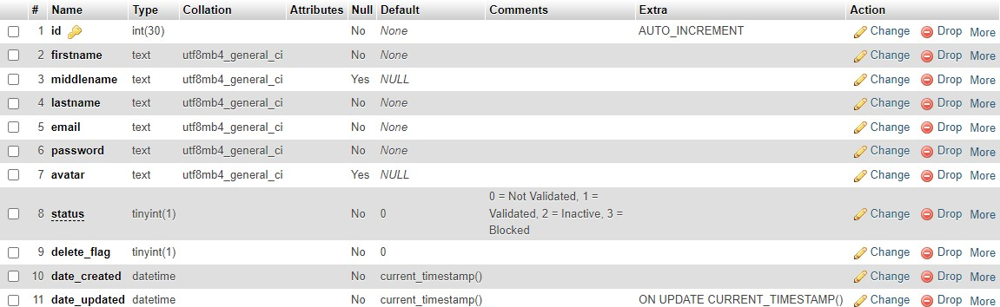 # Name Type Collation Attributes Null Default Comments Extra Action
1 id int(30) No None AUTO_INCREMENT Change Drop More
2 firstname text utf8mb4_general_ci No None Change Drop More
3 middlename text utf8mb4_general_ci Yes NULL Change Drop More
4 lastname text utf8mb4_general_ci No None Change Drop More
5 email text utf8mb4_general_ci No None Change Drop More
6 password text utf8mb4_general_ci No None Change Drop More
7 avatar text utf8mb4_general_ci Yes NULL Change Drop More
0 = Not Validated, 1 =
8 status tinyint(1) No 0 Validated, 2 = Inactive, 3 = Change Drop More
Blocked
9 delete_flag tinyint(1) No 0 Change Drop More
10 date_created datetime No current_timestamp() Change Drop More
11 date_updated datetime No current_timestamp() ON UPDATE CURRENT_TIMESTAMP() Change Drop More